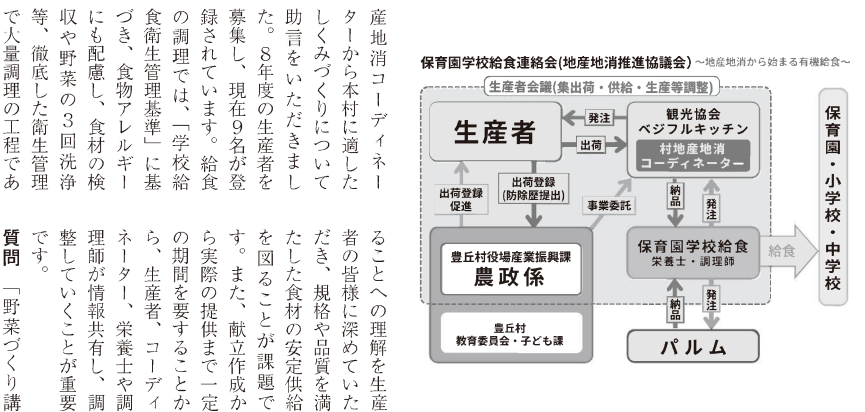 産地消コーディネー
ターから本村に適した
しくみづくりについて
助言をいただきまし
た。８年度の生産者を
募集し、現在９名が登
録されています。給食
の調理では、「学校給
食衛生管理基準」に基
づき、食物アレルギー
にも配慮し、食材の検
収や野菜の３回洗浄
等、徹底した衛生管理
で大量調理の工程であ
ることへの理解を生産
者の皆様に深めていた
だき、規格や品質を満
たした食材の安定供給
を図ることが課題で
す。また、献立作成か
ら実際の提供まで一定
の期間を要することか
ら、生産者、コーディ
ネーター、栄養士や調
理師が情報共有し、調
整していくことが重要
です。
質問　「野菜づくり講
保育園学校給食連絡会(地産地消推進協議会) 〜地産地消から始まる有機給食〜
生産者会議(集出荷・供給・生産等調整)
生産者
発注
出荷
観光協会
ベジフルキッチン
村地産地消
コーディネーター
出荷登録
促進
出荷登録
(防除歴提出)
事業委託
納品
発注
豊丘村役場産業振興課
農政係
豊丘村
教育委員会・子ども課
保育園学校給食
栄養士・調理師
給食
保育園・小学校・中学校
納品
発注
パルム